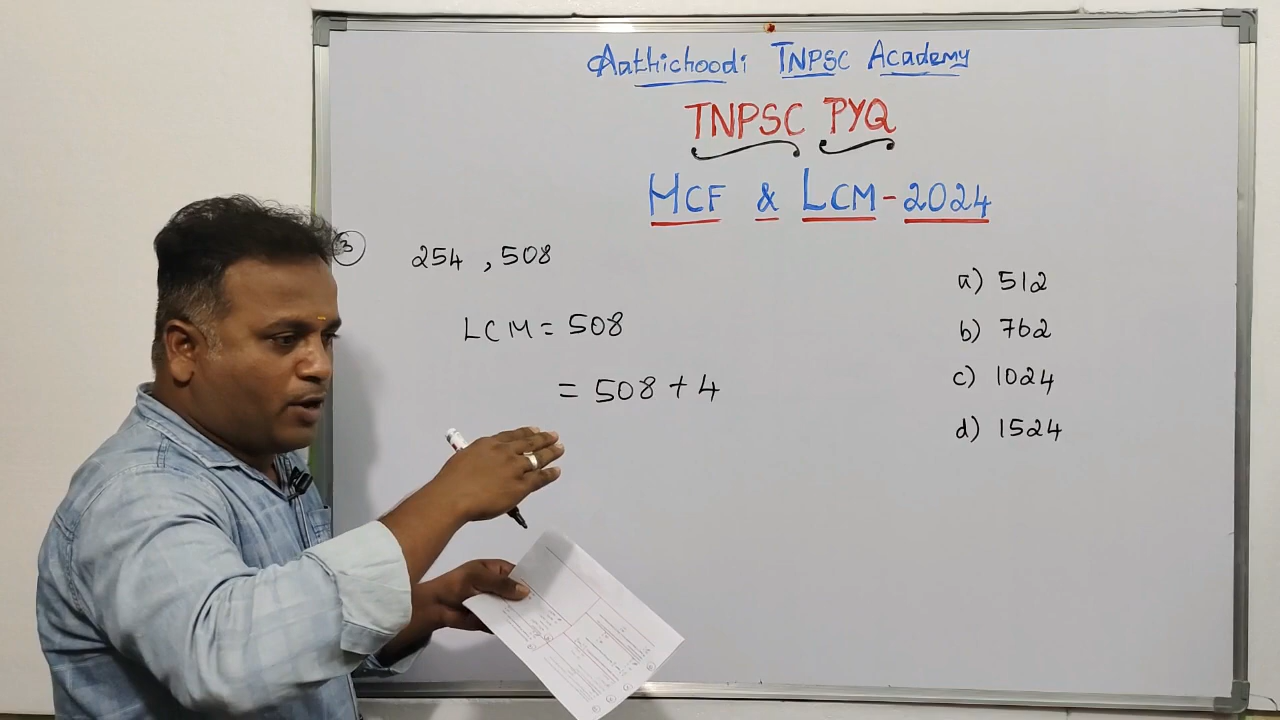 Aathichoodi TNPSC Academy
TNPSC PYQ
HCF & LCM-2024
3 254 , 508
LCM = 508
= 508 + 4
a) 512
b) 762
c) 1024
d) 1524